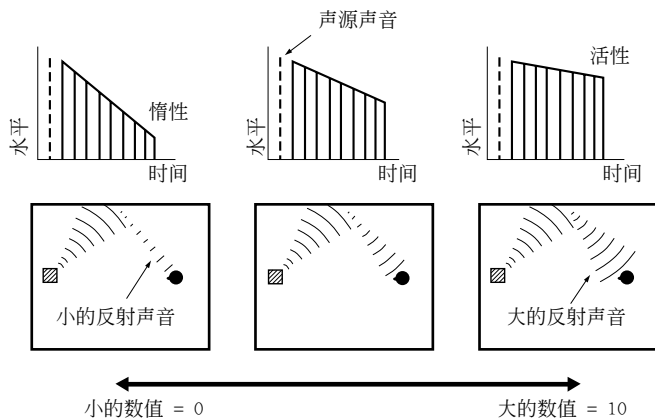 声源声音
水平
惰性
时间
水平
时间
水平
活性
时间
小的反射声音
大的反射声音
小的数值 = 0
大的数值 = 10